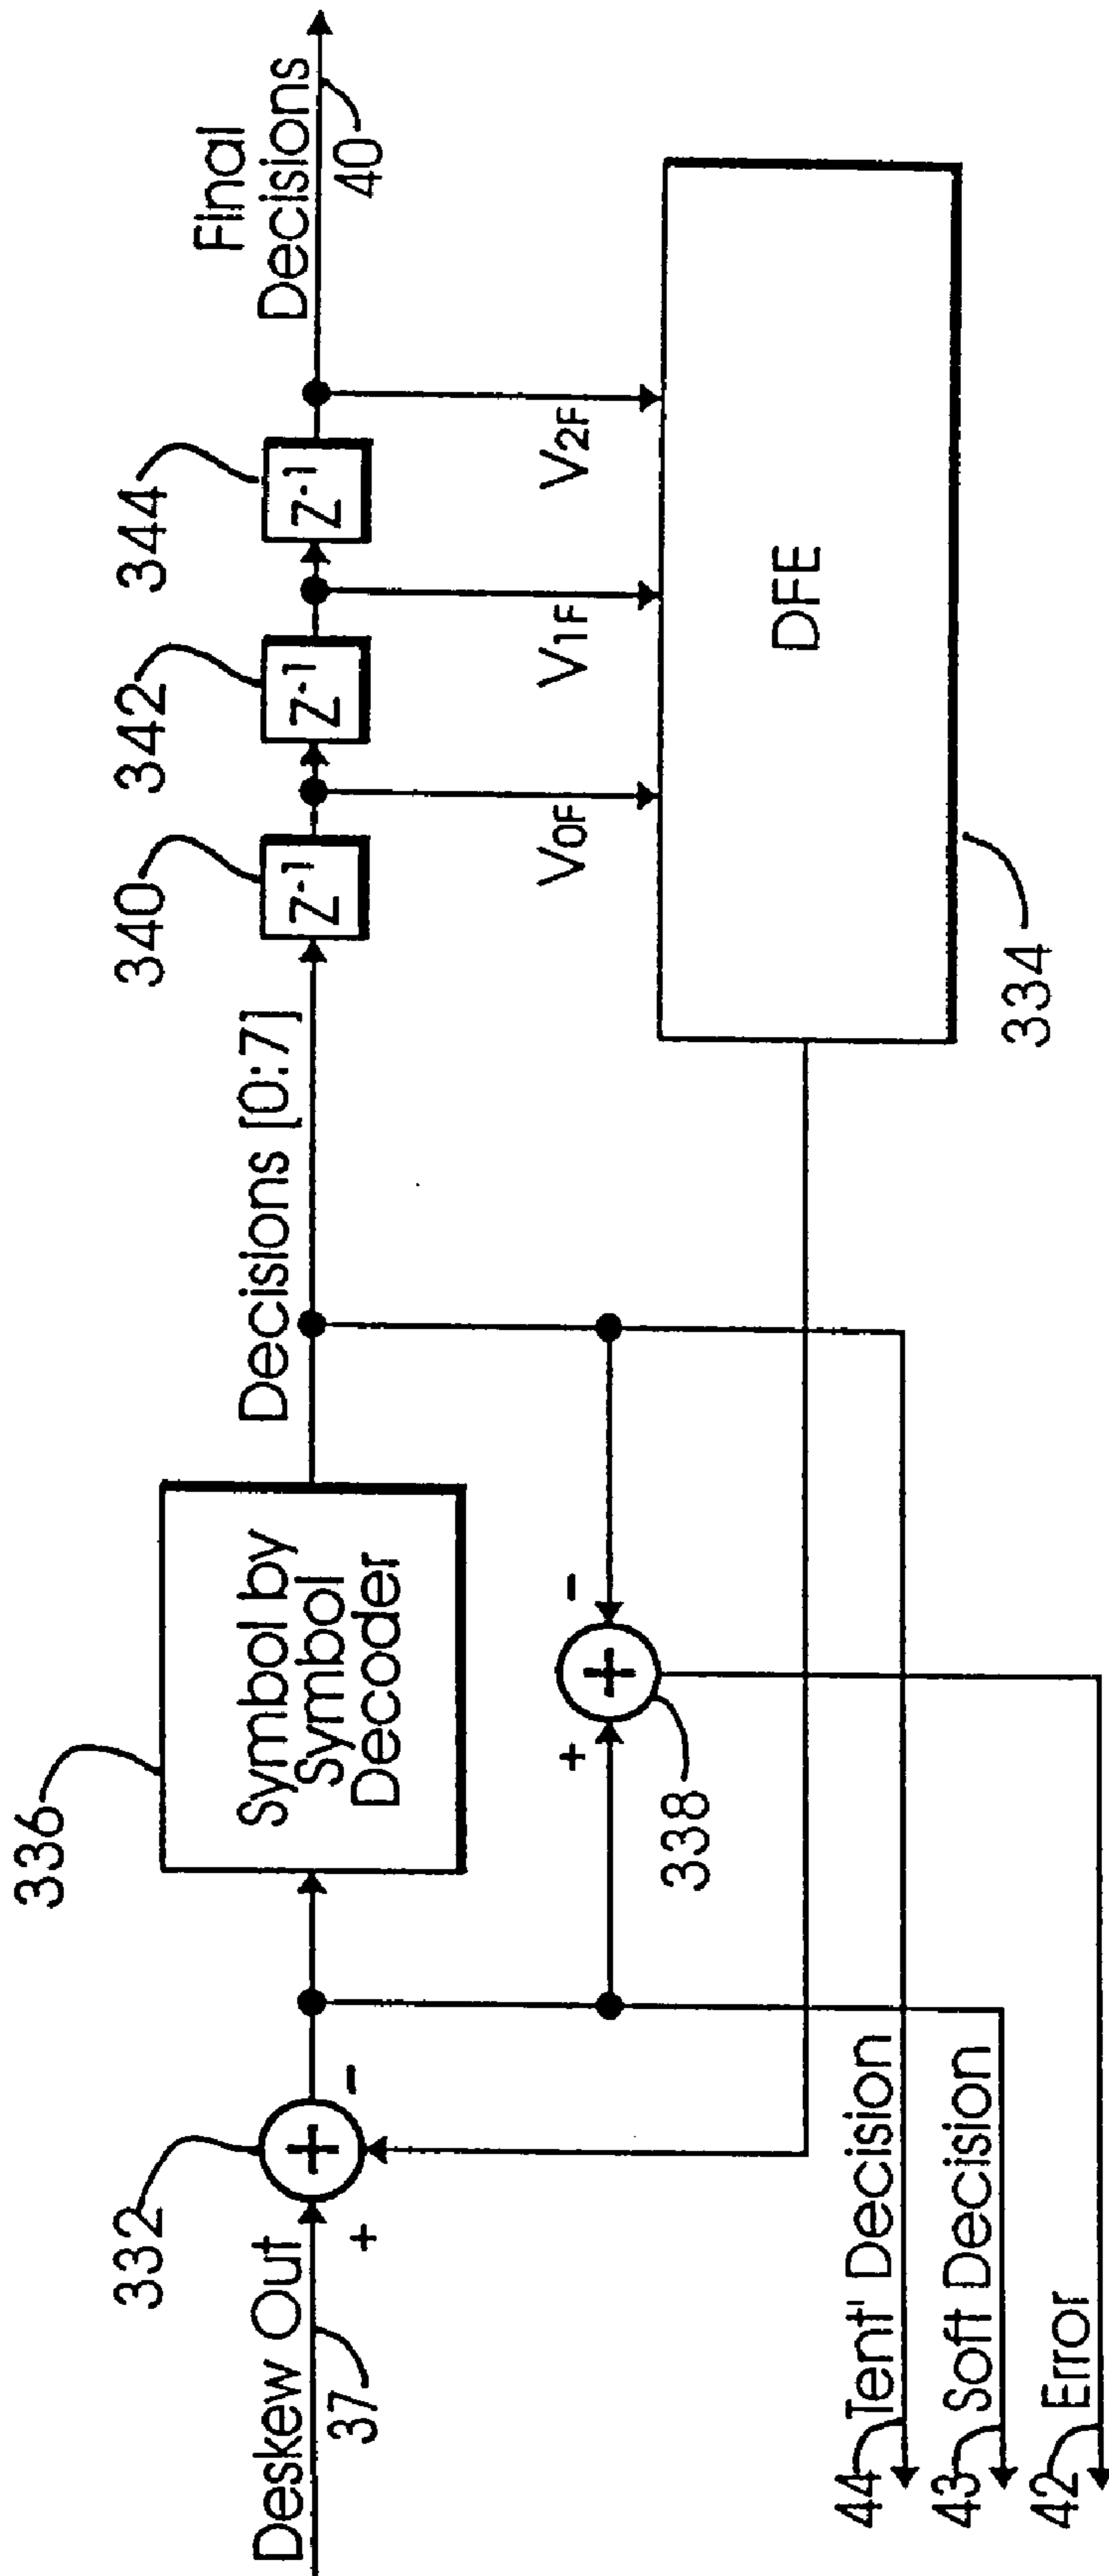 Final
Decisions
40
344
342
340
Z-1
Z-1
Z-1
Decisions [0:7]
336
Symbol by
Symbol
Decoder
332
+
-
+
Deskew Out
37
V0F
V1F
V2F
DFE
334
+
-
+
338
44
Tent' Decision
43
Soft Decision
42
Error